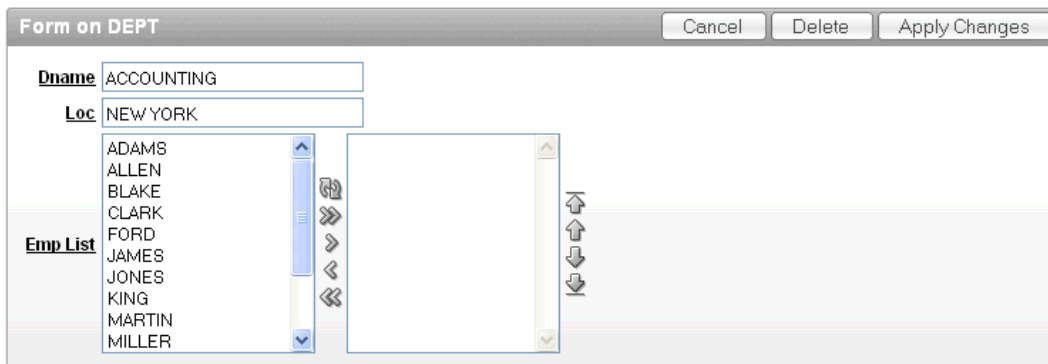 Form on DEPT
Cancel
Delete
Apply Changes
Dname ACCOUNTING
Loc NEW YORK
Emp List
ADAMS
ALLEN
BLAKE
CLARK
FORD
JAMES
JONES
KING
MARTIN
MILLER